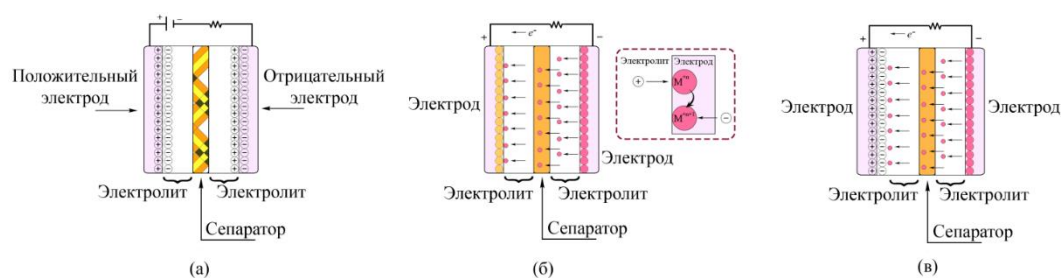 + −
Положительный
электрод
Отрицательный
электрод
Электролит
Электролит
Сепаратор
(а)
+ e⁻ −
Электрод
Электрод
Электролит
Электролит
Сепаратор
Электролит
Электрод
+
M⁺ⁿ
M⁺ⁿ⁺¹
−
(б)
+ e⁻ −
Электрод
Электрод
Электролит
Электролит
Сепаратор
(в)